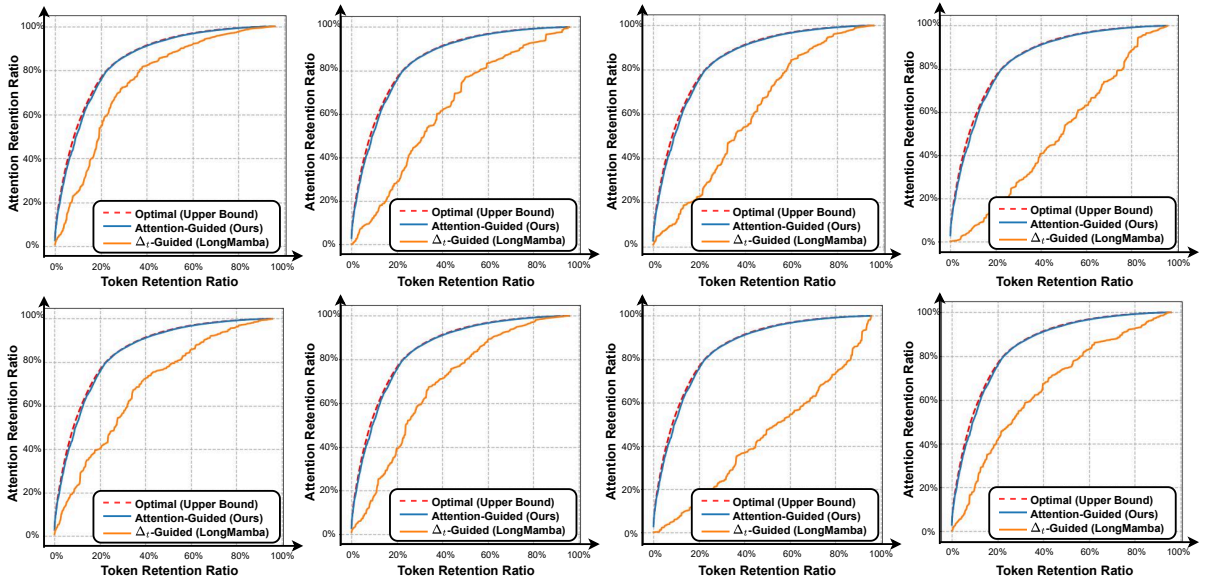 Attention Retention Ratio
100%
80%
60%
40%
20%
0%
Optimal (Upper Bound)
Attention-Guided (Ours)
Δt-Guided (LongMamba)
0% 20% 40% 60% 80% 100%
Token Retention Ratio
Attention Retention Ratio
100%
80%
60%
40%
20%
0%
Optimal (Upper Bound)
Attention-Guided (Ours)
Δt-Guided (LongMamba)
0% 20% 40% 60% 80% 100%
Token Retention Ratio
Attention Retention Ratio
100%
80%
60%
40%
20%
0%
Optimal (Upper Bound)
Attention-Guided (Ours)
Δt-Guided (LongMamba)
0% 20% 40% 60% 80% 100%
Token Retention Ratio
Attention Retention Ratio
100%
80%
60%
40%
20%
0%
Optimal (Upper Bound)
Attention-Guided (Ours)
Δt-Guided (LongMamba)
0% 20% 40% 60% 80% 100%
Token Retention Ratio
Attention Retention Ratio
100%
80%
60%
40%
20%
0%
Optimal (Upper Bound)
Attention-Guided (Ours)
Δt-Guided (LongMamba)
0% 20% 40% 60% 80% 100%
Token Retention Ratio
Attention Retention Ratio
100%
80%
60%
40%
20%
0%
Optimal (Upper Bound)
Attention-Guided (Ours)
Δt-Guided (LongMamba)
0% 20% 40% 60% 80% 100%
Token Retention Ratio
Attention Retention Ratio
100%
80%
60%
40%
20%
0%
Optimal (Upper Bound)
Attention-Guided (Ours)
Δt-Guided (LongMamba)
0% 20% 40% 60% 80% 100%
Token Retention Ratio
Attention Retention Ratio
100%
80%
60%
40%
20%
0%
Optimal (Upper Bound)
Attention-Guided (Ours)
Δt-Guided (LongMamba)
0% 20% 40% 60% 80% 100%
Token Retention Ratio